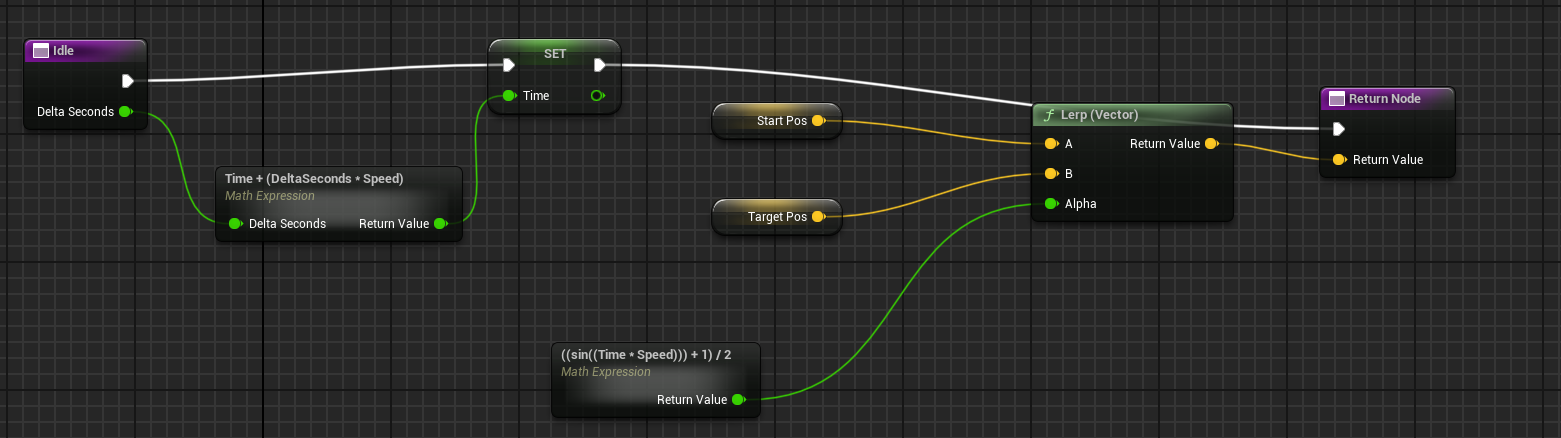 Idle
Delta Seconds
SET
Time
Time + (DeltaSeconds * Speed)
Math Expression
Delta Seconds Return Value
Start Pos
Target Pos
((sin((Time * Speed))) + 1) / 2
Math Expression
Return Value
ƒ Lerp (Vector)
A Return Value
B
Alpha
Return Node
Return Value